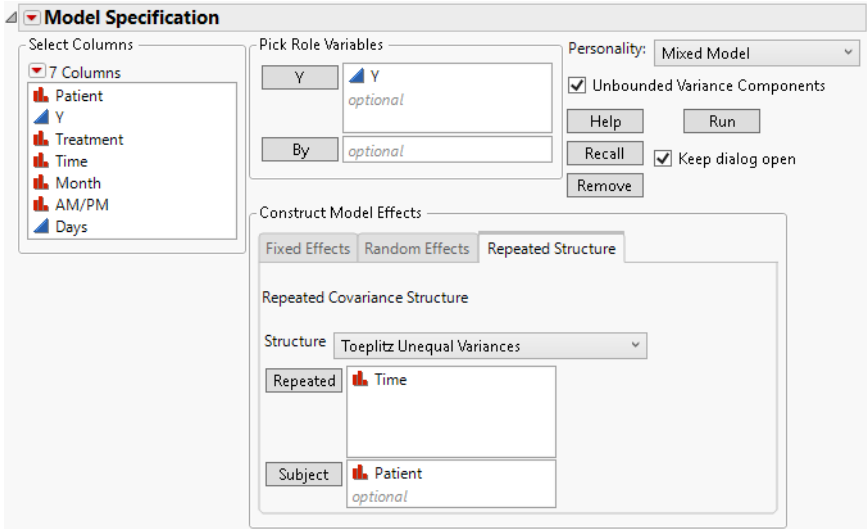 Model Specification
Select Columns
7 Columns
Patient
Y
Treatment
Time
Month
AM/PM
Days
Pick Role Variables
Y
Y
optional
By
optional
Personality: Mixed Model
Unbounded Variance Components
Help Run
Recall Keep dialog open
Remove
Construct Model Effects
Fixed Effects Random Effects Repeated Structure
Repeated Covariance Structure
Structure Toeplitz Unequal Variances
Repeated Time
Subject Patient
optional